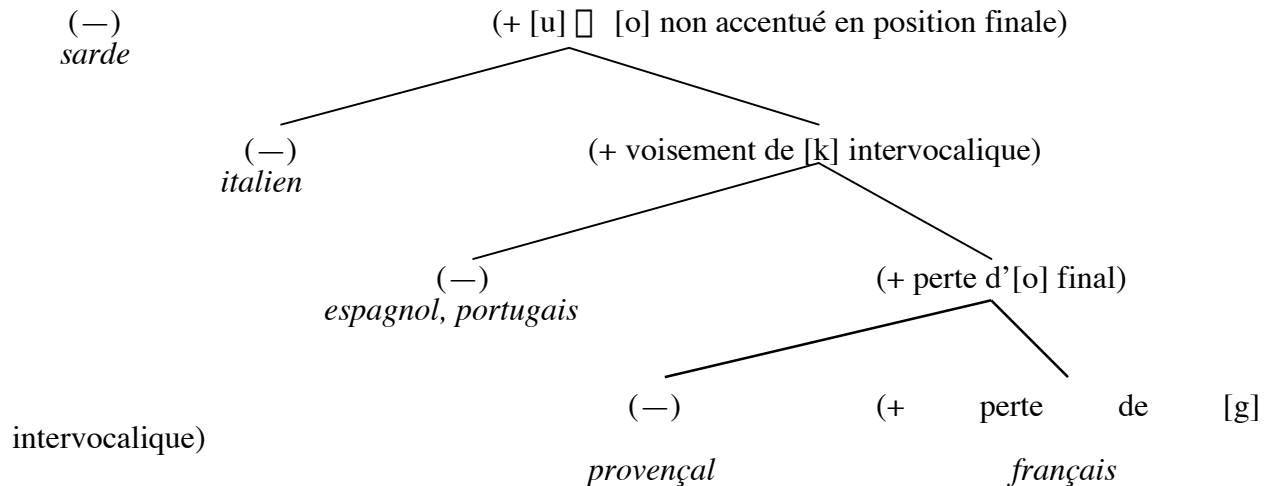 (—) (+ [u] [o] non accentué en position finale)
sarde
(—) (+ voisement de [k] intervocalique)
italien
(—) (+ perte d’[o] final)
espagnol, portugais
(—) (+ perte de [g]
intervocalique)
provençal français